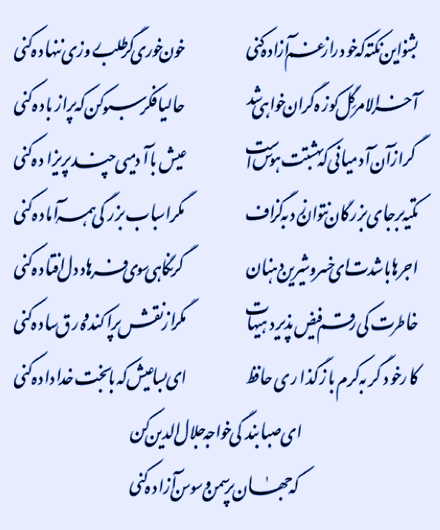 بشنو این نکته که خود را ز غم آزاده کنی خون خوری گر طلب روزی ننهاده کنی
آخرالامر گل کوزه گران خواهی شد حالیا فکر سبو کن که پر از باده کنی
گر از آن آدمیانی که بهشتت هوس است عیش با آدمیی چند پریزاده کنی
تکیه بر جای بزرگان نتوان زد به گزاف مگر اسباب بزرگی همه آماده کنی
اجرها باشدت ای خسرو شیرین دهنان گر نگاهی سوی فرهاد دل افتاده کنی
خاطرت کی رقم فیض پذیرد هیهات مگر از نقش پراکنده ورق ساده کنی
کار خود گر به کرم بازگذاری حافظ ای بسا عیش که با بخت خداداده کنی
ای صبا بندگی خواجه جلال الدین کن
که جهان پر سمن و سوسن آزاده کنی